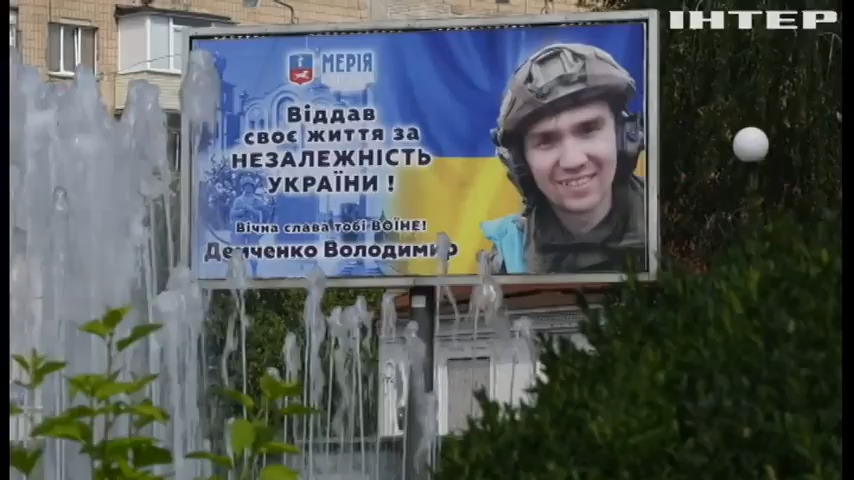 ІНТЕР
МЕРІЯ
Віддав
своє життя за
НЕЗАЛЕЖНІСТЬ
УКРАЇНИ !
Вічна слава тобі ВОЇНЕ!
Демченко Володимир